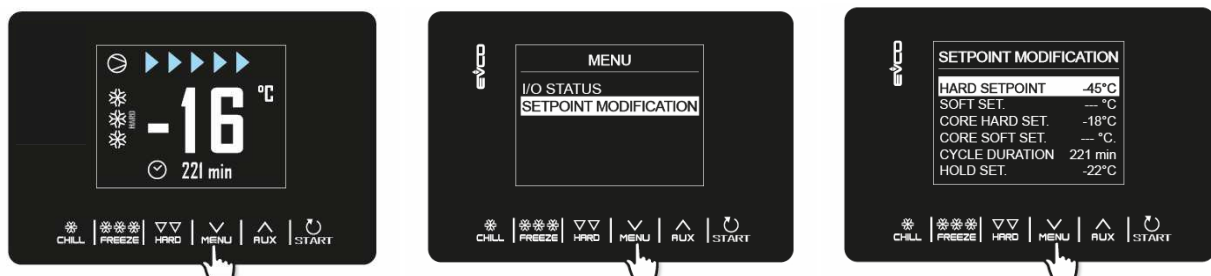 HARD
-16 °C
221 min
CHILL FREEZE HARD MENU AUX START
EVCO
MENU
I/O STATUS
SETPOINT MODIFICATION
CHILL FREEZE HARD MENU AUX START
EVCO
SETPOINT MODIFICATION
HARD SETPOINT -45°C
SOFT SET. --- °C
CORE HARD SET. -18°C
CORE SOFT SET. --- °C.
CYCLE DURATION 221 min
HOLD SET. -22°C
CHILL FREEZE HARD MENU AUX START